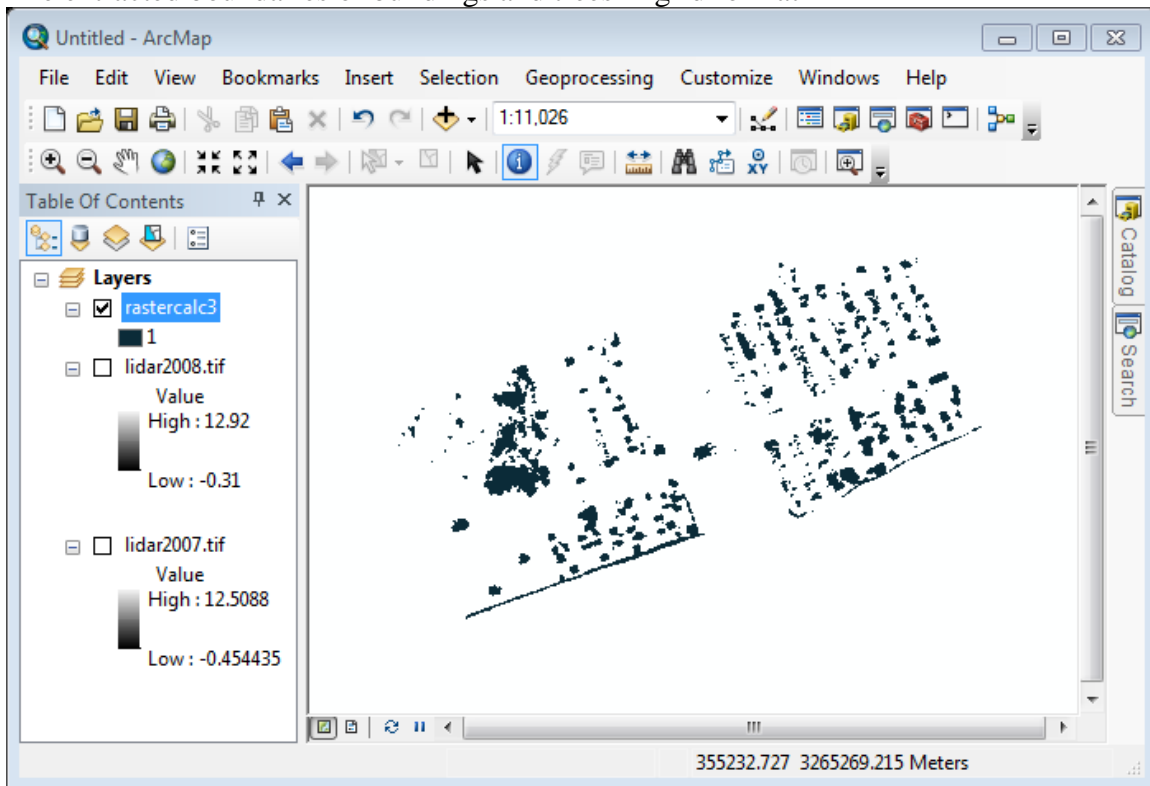 Untitled - ArcMap
File Edit View Bookmarks Insert Selection Geoprocessing Customize Windows Help
1:11,026
XY
Table Of Contents
Layers
rastercalc3
1
lidar2008.tif
Value
High : 12.92
Low : -0.31
lidar2007.tif
Value
High : 12.5088
Low : -0.454435
Catalog
Search
355232.727 3265269.215 Meters